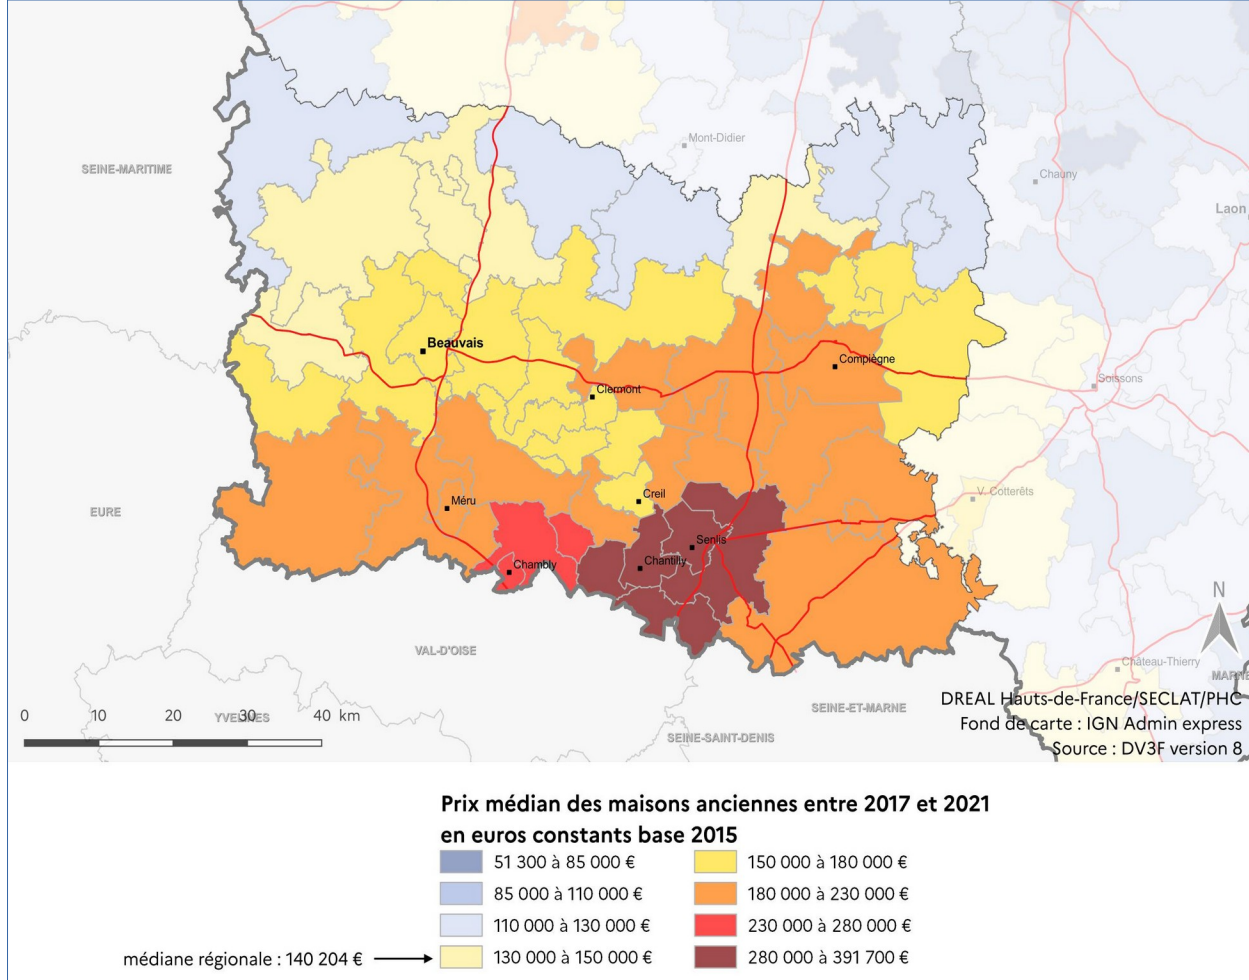 Mont-Didier
SEINE-MARITIME
Chauny
Laon
Beauvais
Compiègne
Soissons
Clermont
Creil
V. Cotterêts
Méru
EURE
Senlis
Chantilly
Chambly
N
VAL-D'OISE
Château-Thierry
MARNE
DREAL Hauts-de-France/SECLAT/PHC
SEINE-ET-MARNE
0 10 20 30 40 km
YVELINES
Fond de carte : IGN Admin express
SEINE-SAINT-DENIS
Source : DV3F version 8
Prix médian des maisons anciennes entre 2017 et 2021
en euros constants base 2015
51 300 à 85 000 €
150 000 à 180 000 €
85 000 à 110 000 €
180 000 à 230 000 €
110 000 à 130 000 €
230 000 à 280 000 €
médiane régionale : 140 204 €
130 000 à 150 000 €
280 000 à 391 700 €